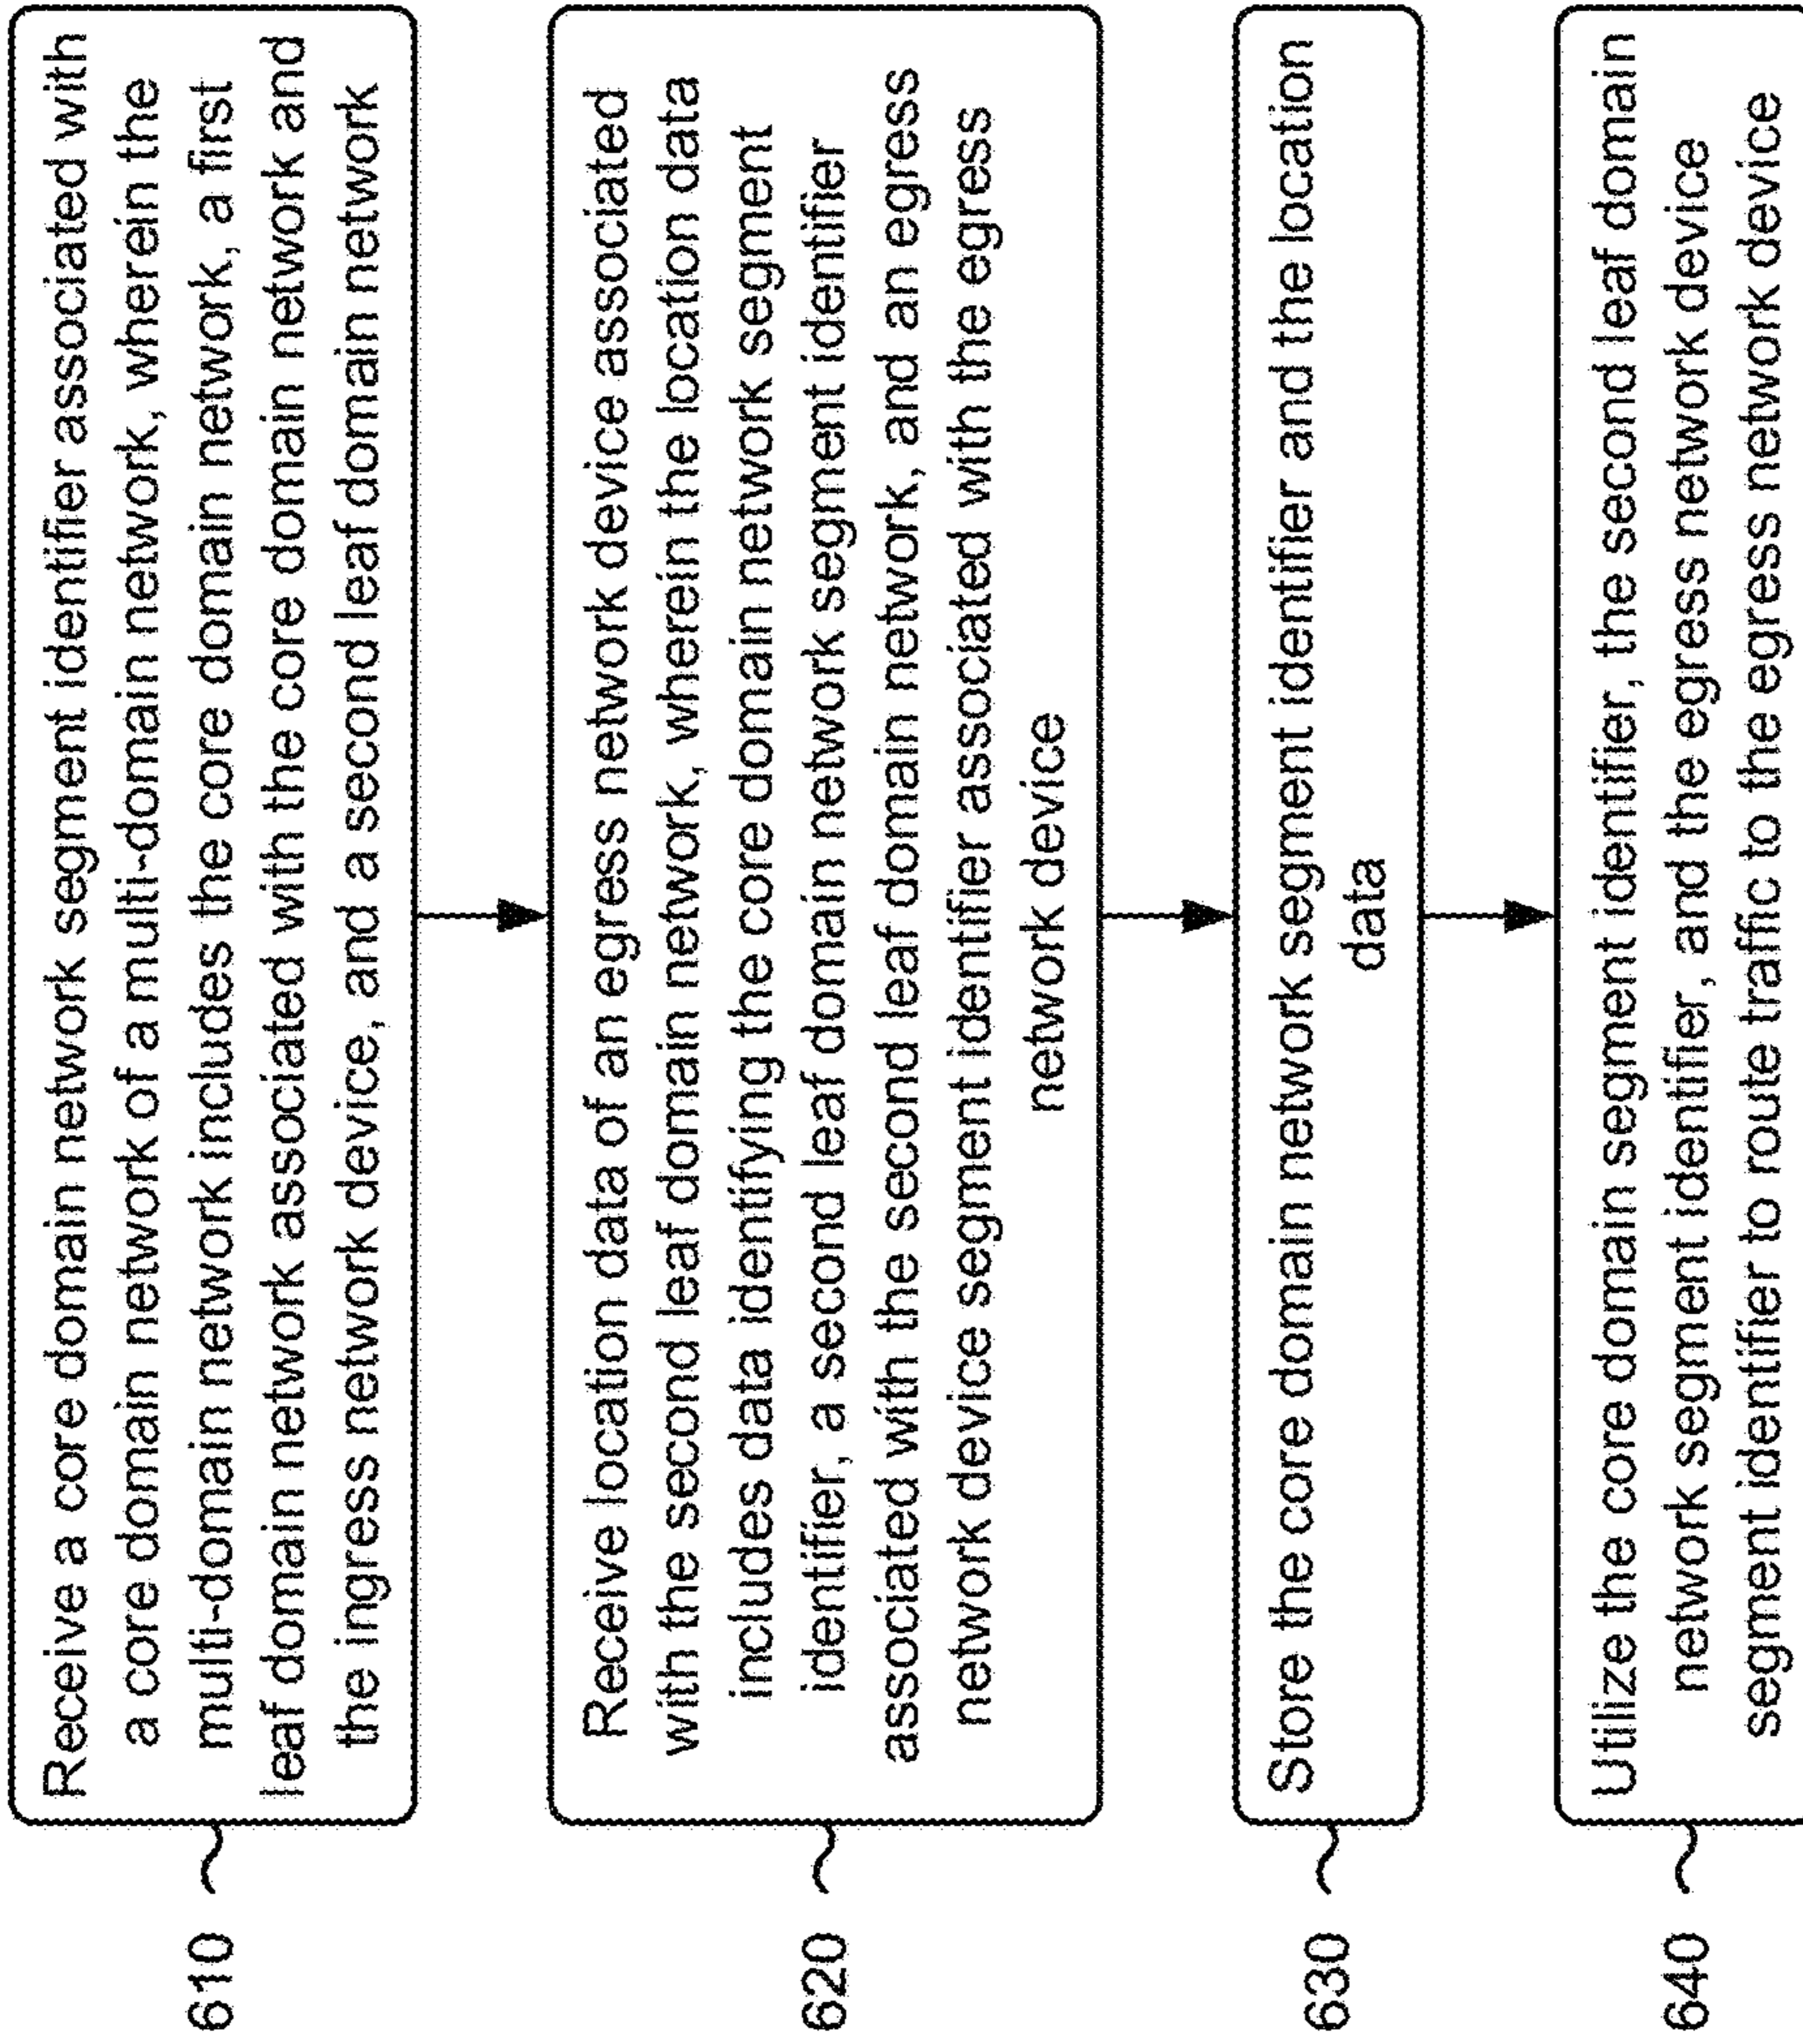 610
Receive a core domain network segment identifier associated with
a core domain network of a multi-domain network, wherein the
multi-domain network includes the core domain network, a first
leaf domain network associated with the core domain network and
the ingress network device, and a second leaf domain network
620
Receive location data of an egress network device associated
with the second leaf domain network, wherein the location data
includes data identifying the core domain network segment
identifier, a second leaf domain network segment identifier
associated with the second leaf domain network, and an egress
network device segment identifier associated with the egress
network device
630
Store the core domain network segment identifier and the location
data
640
Utilize the core domain segment identifier, the second leaf domain
network segment identifier, and the egress network device
segment identifier to route traffic to the egress network device